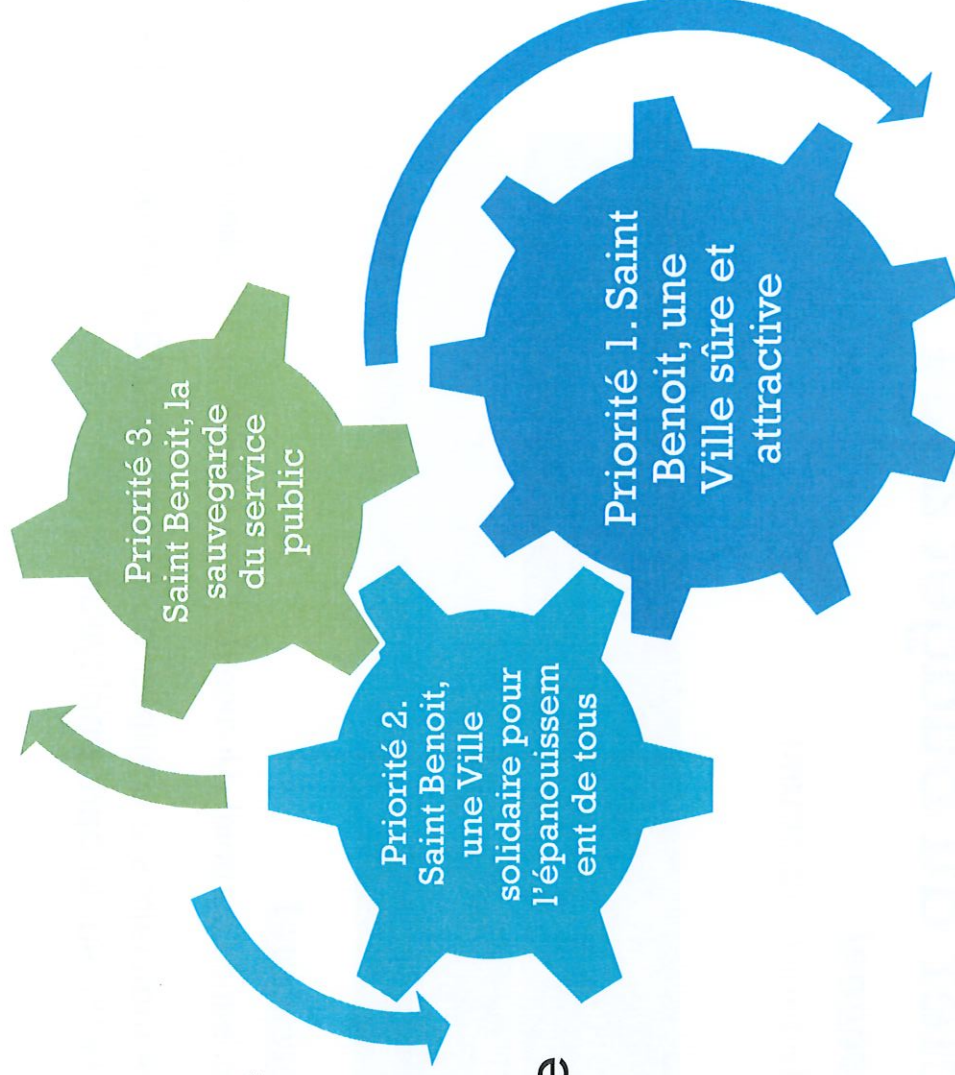 Priorité 3.
Saint Benoit, la
sauvegarde
du service
public
Priorité 2.
Saint Benoit,
une Ville
solidaire pour
l'épanouissem
ent de tous
Priorité 1. Saint
Benoit, une
Ville sûre et
attractive
e